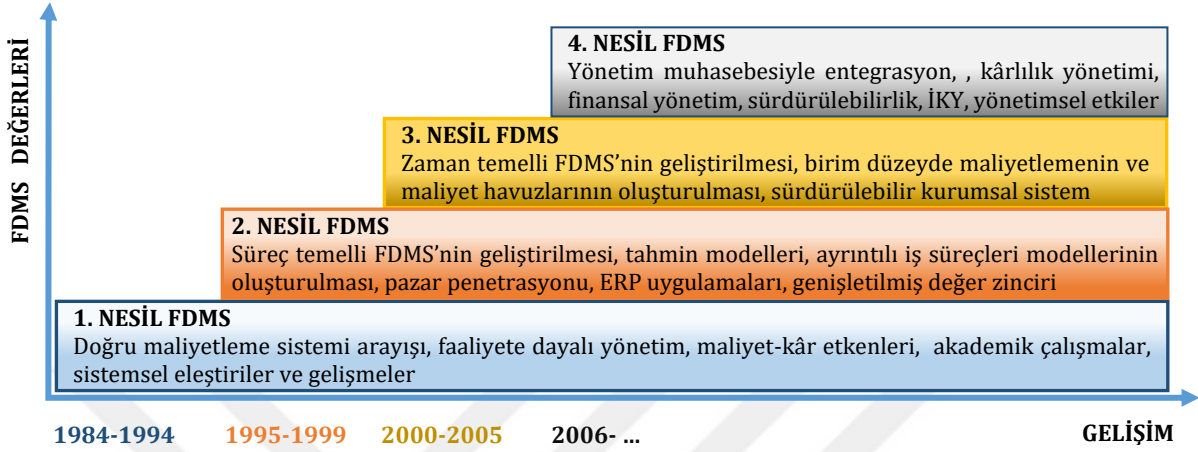 FDMS DEĞERLERİ
4. NESİL FDMS
Yönetim muhasebesiyle entegrasyon, , kârlılık yönetimi,
finansal yönetim, sürdürülebilirlik, İKY, yönetimsel etkiler
3. NESİL FDMS
Zaman temelli FDMS’nin geliştirilmesi, birim düzeyde maliyetlemenin ve
maliyet havuzlarının oluşturulması, sürdürülebilir kurumsal sistem
2. NESİL FDMS
Süreç temelli FDMS’nin geliştirilmesi, tahmin modelleri, ayrıntılı iş süreçleri modellerinin
oluşturulması, pazar penetrasyonu, ERP uygulamaları, genişletilmiş değer zinciri
1. NESİL FDMS
Doğru maliyetleme sistemi arayışı, faaliyete dayalı yönetim, maliyet-kâr etkenleri, akademik çalışmalar,
sistemsel eleştiriler ve gelişmeler
1984-1994 1995-1999 2000-2005 2006- ... GELİŞİM